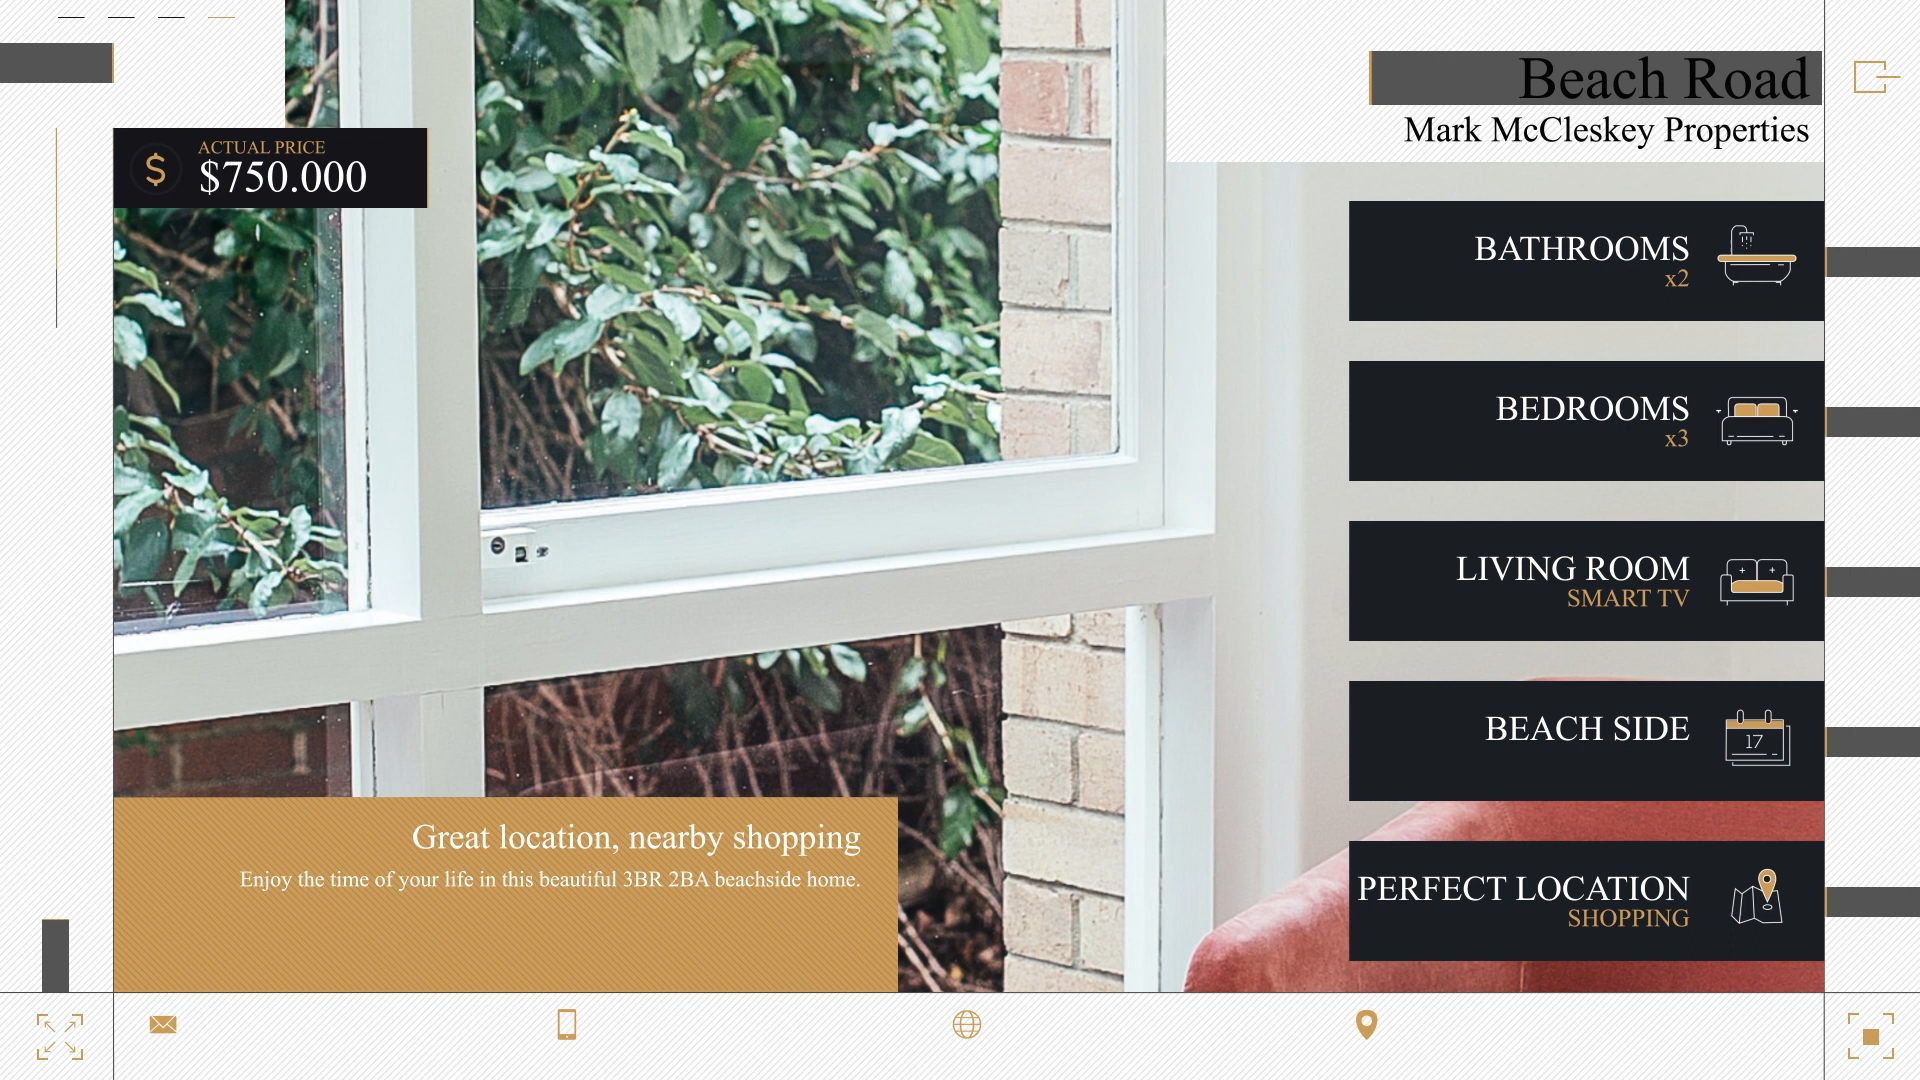 Beach Road
Mark McCleskey Properties
ACTUAL PRICE
$750.000
BATHROOMS
x2
BEDROOMS
x3
LIVING ROOM
SMART TV
BEACH SIDE
17
PERFECT LOCATION
SHOPPING
Great location, nearby shopping
Enjoy the time of your life in this beautiful 3BR 2BA beachside home.